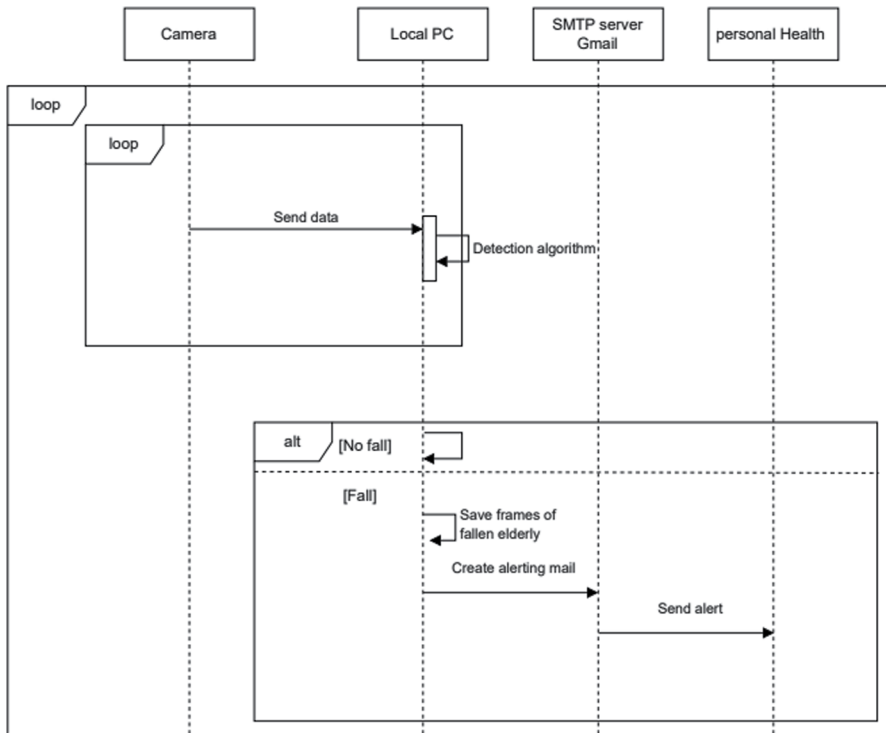 Camera
Local PC
SMTP server
Gmail
personal Health
loop
loop
Send data
Detection algorithm
alt
[No fall]
[Fall]
Save frames of
fallen elderly
Create alerting mail
Send alert